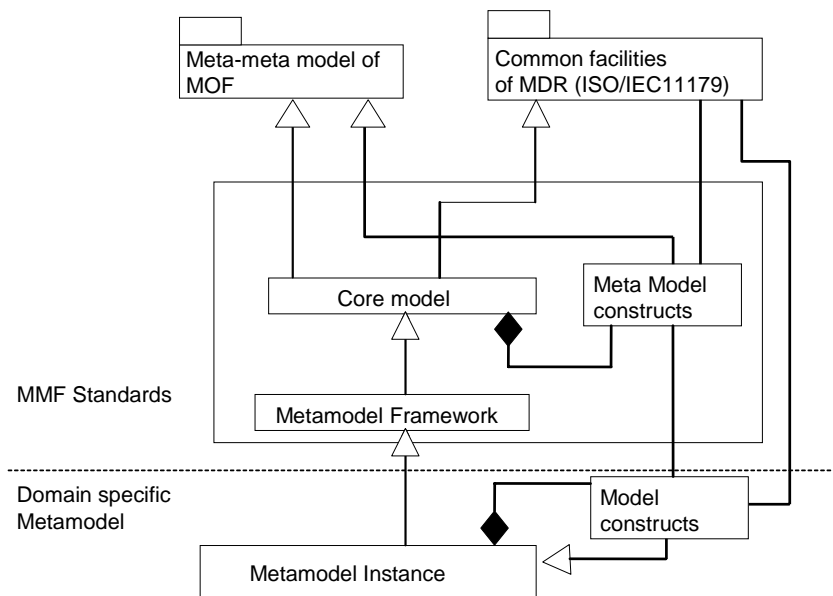 Meta-meta model of
MOF
Common facilities
of MDR (ISO/IEC11179)
Core model
Meta Model
constructs
MMF Standards
Metamodel Framework
Domain specific
Metamodel
Model
constructs
Metamodel Instance